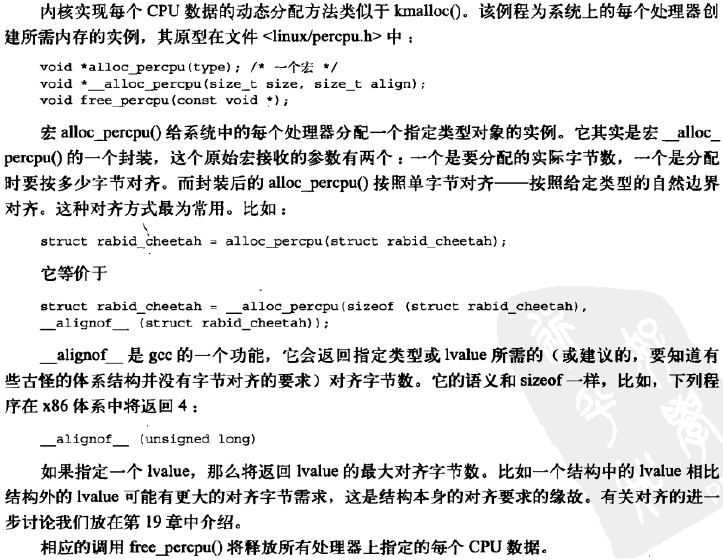 内核实现每个 CPU 数据的动态分配方法类似于 kmalloc()。该例程为系统上的每个处理器创
建所需内存的实例，其原型在文件 <linux/percpu.h> 中：
void *alloc_percpu(type); /* 一个宏 */
void *__alloc_percpu(size_t size, size_t align);
void free_percpu(const void *);
宏 alloc_percpu() 给系统中的每个处理器分配一个指定类型对象的实例。它其实是宏 __alloc_
percpu() 的一个封装，这个原始宏接收的参数有两个：一个是要分配的实际字节数，一个是分配
时要按多少字节对齐。而封装后的 alloc_percpu() 按照单字节对齐——按照给定类型的自然边界
对齐。这种对齐方式最为常用。比如：
struct rabid_cheetah = alloc_percpu(struct rabid_cheetah);
它等价于
struct rabid_cheetah = __alloc_percpu(sizeof (struct rabid_cheetah),
__alignof__ (struct rabid_cheetah));
__alignof__ 是 gcc 的一个功能，它会返回指定类型或 lvalue 所需的（或建议的，要知道有
些古怪的体系结构并没有字节对齐的要求）对齐字节数。它的语义和 sizeof 一样，比如，下列程
序在 x86 体系中将返回 4：
__alignof__ (unsigned long)
如果指定一个 lvalue，那么将返回 lvalue 的最大对齐字节数。比如一个结构中的 lvalue 相比
结构外的 lvalue 可能有更大的对齐字节需求，这是结构本身的对齐要求的缘故。有关对齐的进一
步讨论我们放在第 19 章中介绍。
相应的调用 free_percpu() 将释放所有处理器上指定的每个 CPU 数据。